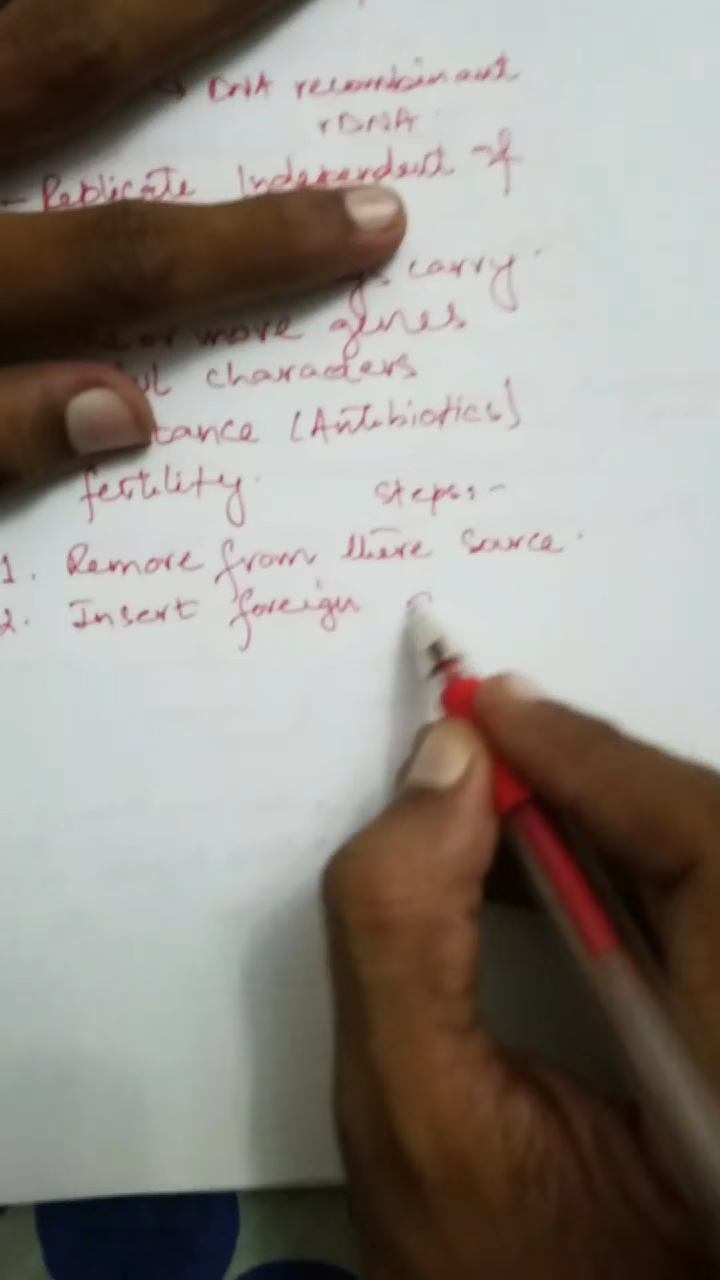 DNA recombinant
rDNA
- Replicate Independent of
carry
or more genes
characters
(Antibiotics)
fertility. Steps:-
1. Remove from there Source.
2. Insert foreign